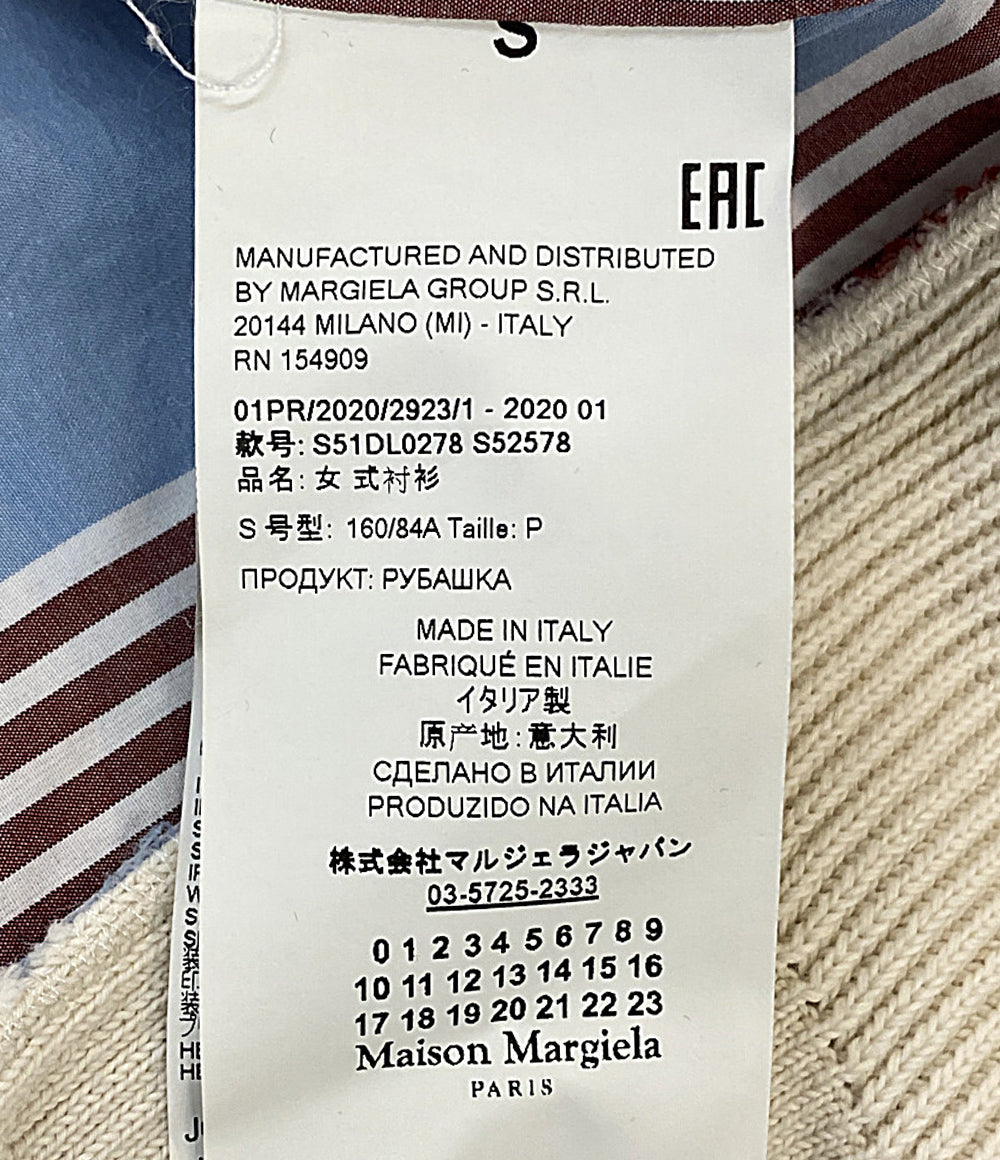 S
EAC
MANUFACTURED AND DISTRIBUTED
BY MARGIELA GROUP S.R.L.
20144 MILANO (MI) - ITALY
RN 154909
01PR/2020/2923/1 - 2020 01
款号: S51DL0278 S52578
品名: 女 式衬衫
S 号型: 160/84A Taille: P
ПРОДУКТ: РУБАШКА
MADE IN ITALY
FABRIQUÉ EN ITALIE
イタリア製
原产地: 意大利
СДЕЛАНО В ИТАЛИИ
PRODUZIDO NA ITALIA
株式会社マルジェラジャパン
03-5725-2333
0 1 2 3 4 5 6 7 8 9
10 11 12 13 14 15 16
17 18 19 20 21 22 23
Maison Margiela
PARIS